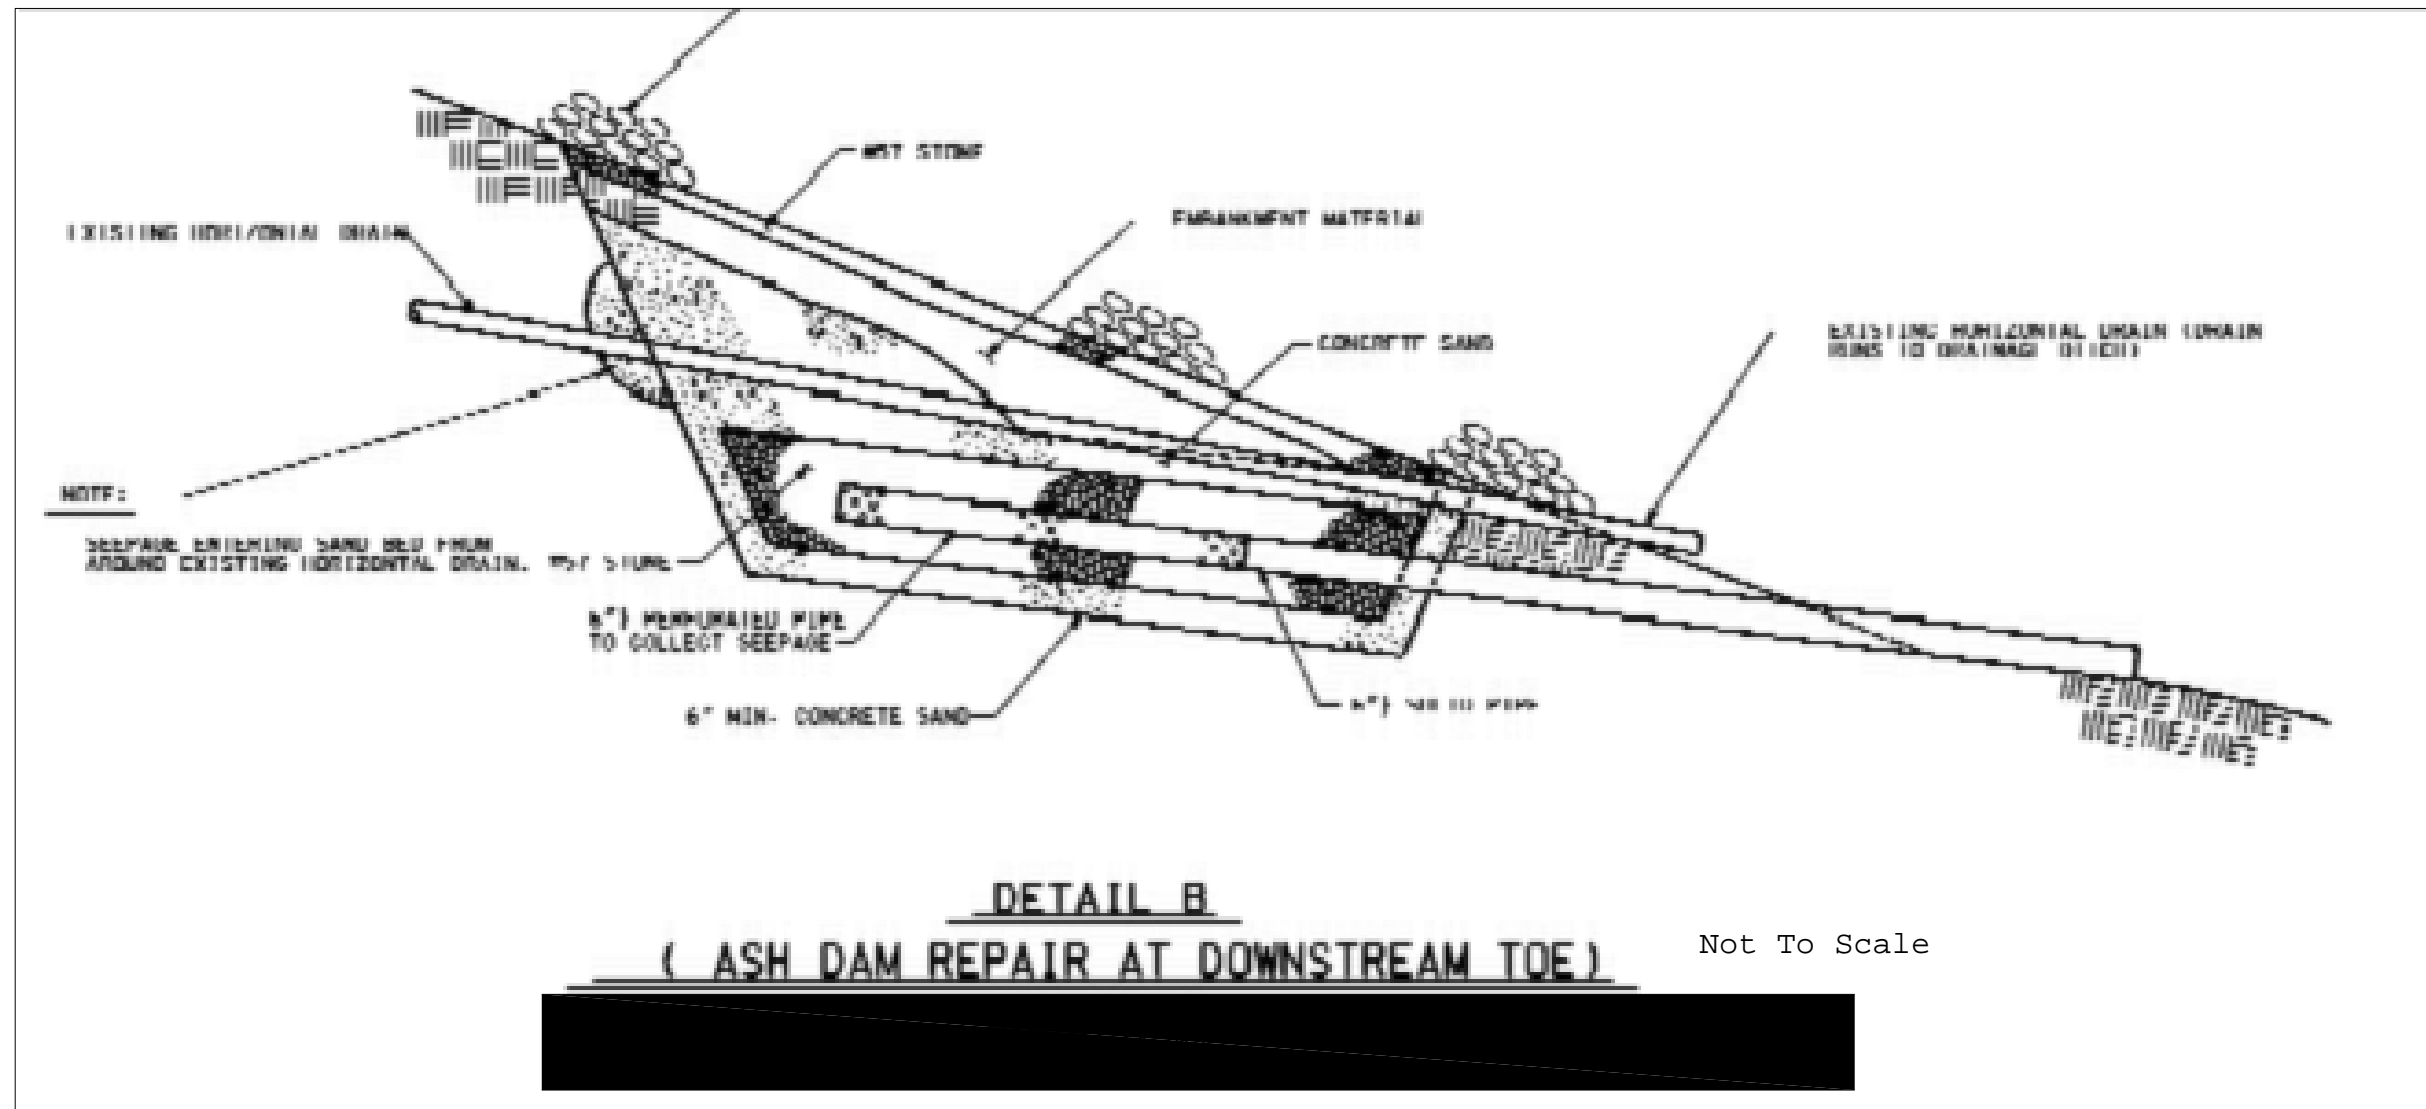 STONE
EXISTING HORIZONTAL DRAIN
EMBANKMENT MATERIAL
CONCRETE SAND
EXISTING HORIZONTAL DRAIN (DRAIN
RUNS TO DRAINAGE DITCH)
NOTE:
SEEPAGE ENTERING SAND BED FROM
AROUND EXISTING HORIZONTAL DRAIN.
#57 STONE
PERFORATED PIPE
TO COLLECT SEEPAGE
6" MIN. CONCRETE SAND
SOLID PIPE
DETAIL B
( ASH DAM REPAIR AT DOWNSTREAM TOE)
Not To Scale